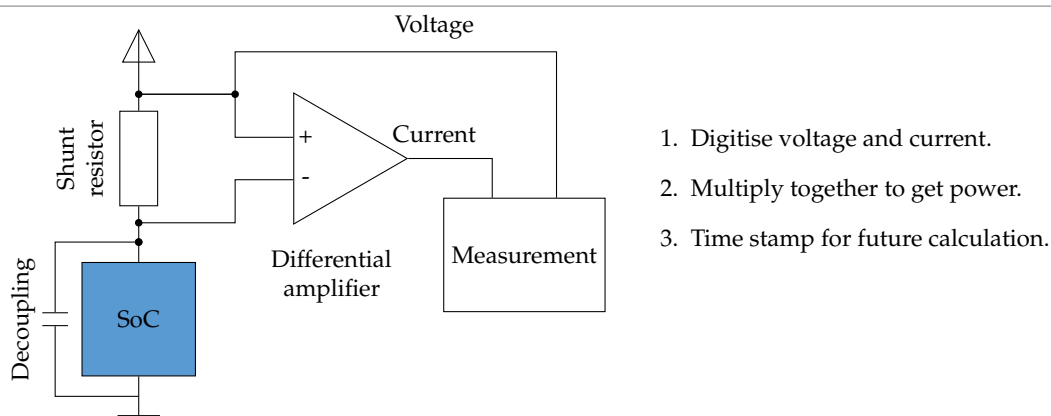 Voltage
Shunt
resistor
+
-
Current
Differential
amplifier
Measurement
Decoupling
SoC
1. Digitise voltage and current.
2. Multiply together to get power.
3. Time stamp for future calculation.